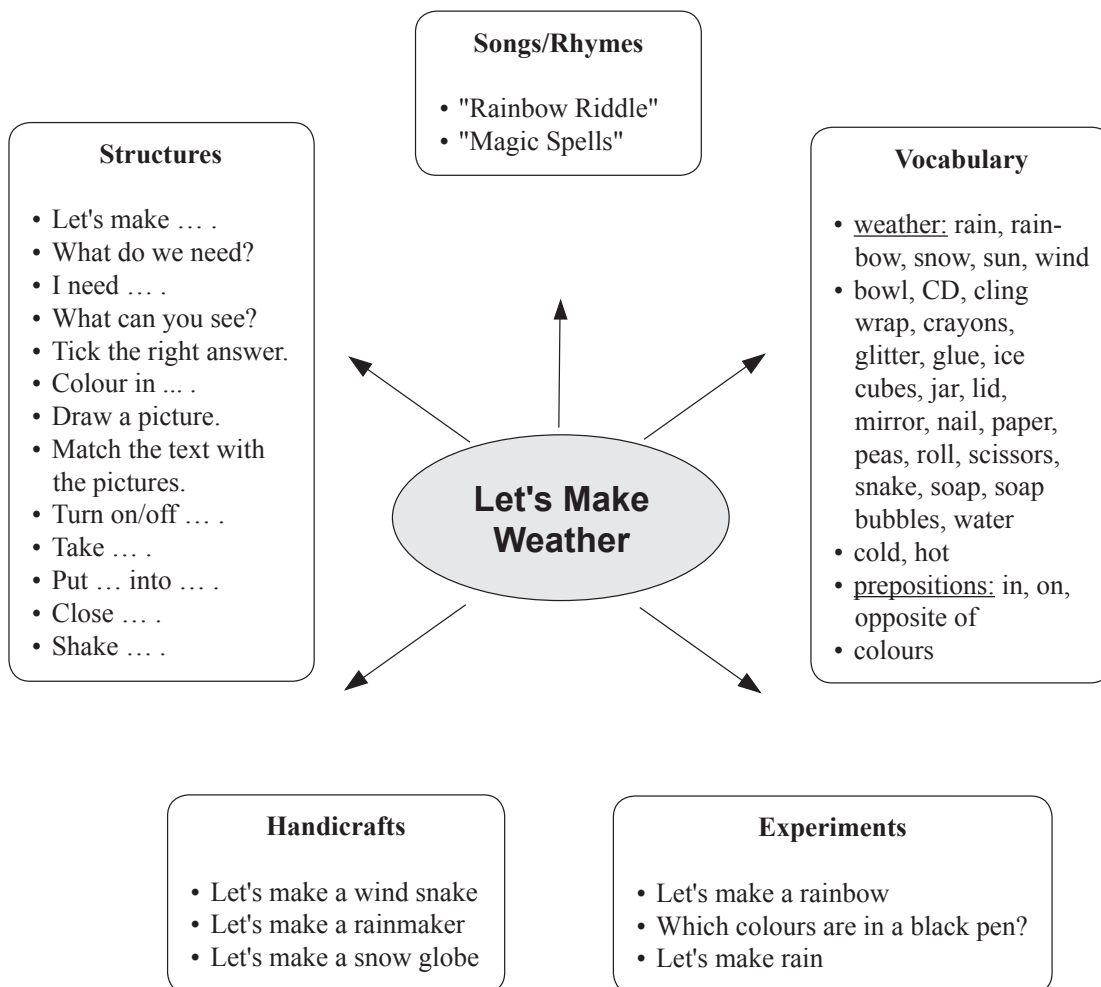 Songs/Rhymes
• "Rainbow Riddle"
• "Magic Spells"
Structures
• Let's make … .
• What do we need?
• I need … .
• What can you see?
• Tick the right answer.
• Colour in ... .
• Draw a picture.
• Match the text with
the pictures.
• Turn on/off … .
• Take … .
• Put … into … .
• Close … .
• Shake … .
Vocabulary
• weather: rain, rain-
bow, snow, sun, wind
• bowl, CD, cling
wrap, crayons,
glitter, glue, ice
cubes, jar, lid,
mirror, nail, paper,
peas, roll, scissors,
snake, soap, soap
bubbles, water
• cold, hot
• prepositions: in, on,
opposite of
• colours
Let's Make
Weather
Handicrafts
• Let's make a wind snake
• Let's make a rainmaker
• Let's make a snow globe
Experiments
• Let's make a rainbow
• Which colours are in a black pen?
• Let's make rain